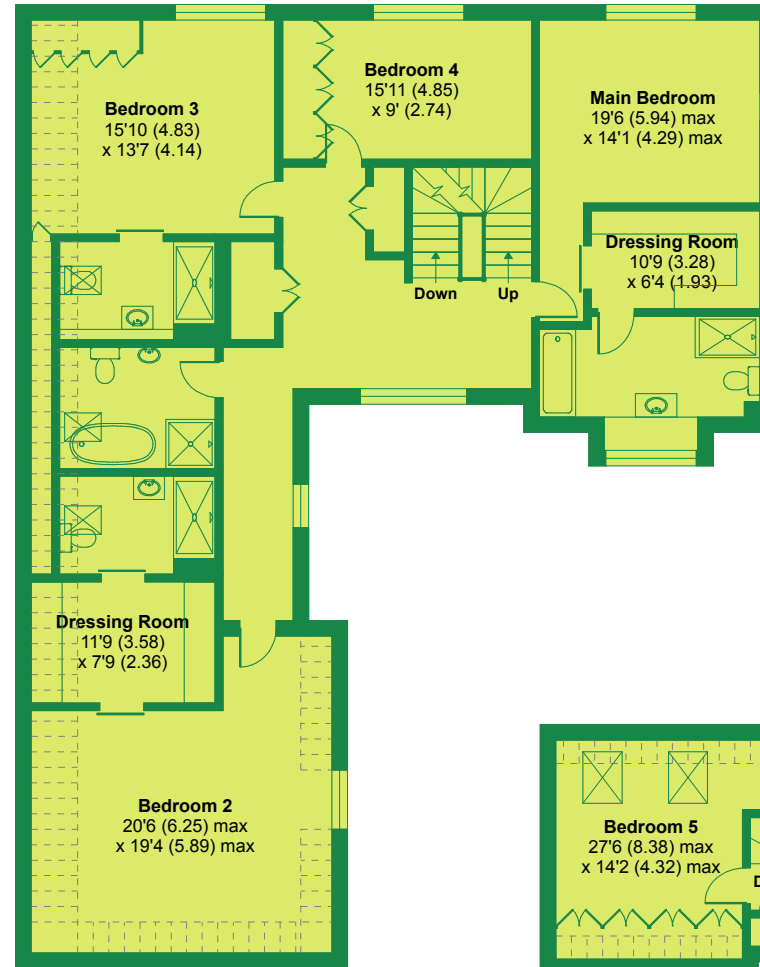 Bedroom 3
15'10 (4.83)
x 13'7 (4.14)
Bedroom 4
15'11 (4.85)
x 9' (2.74)
Main Bedroom
19'6 (5.94) max
x 14'1 (4.29) max
Dressing Room
10'9 (3.28)
x 6'4 (1.93)
Down
Up
Dressing Room
11'9 (3.58)
x 7'9 (2.36)
Bedroom 2
20'6 (6.25) max
x 19'4 (5.89) max
Bedroom 5
27'6 (8.38) max
x 14'2 (4.32) max